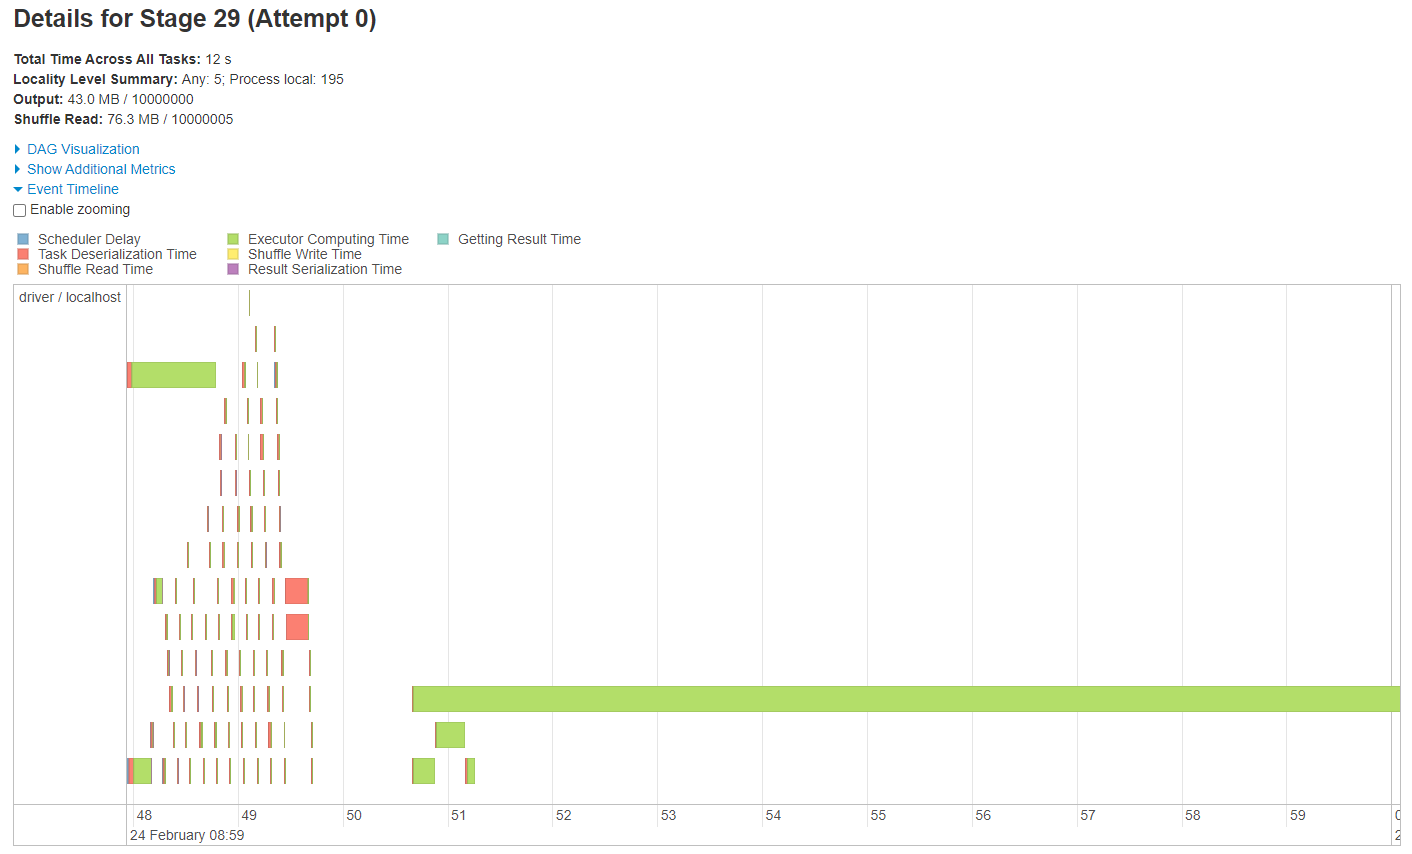 Details for Stage 29 (Attempt 0)
Total Time Across All Tasks: 12 s
Locality Level Summary: Any: 5; Process local: 195
Output: 43.0 MB / 10000000
Shuffle Read: 76.3 MB / 10000005
DAG Visualization
Show Additional Metrics
Event Timeline
Enable zooming
Scheduler Delay
Task Deserialization Time
Shuffle Read Time
Executor Computing Time
Shuffle Write Time
Result Serialization Time
Getting Result Time
driver / localhost
48 49 50 51 52 53 54 55 56 57 58 59
24 February 08:59